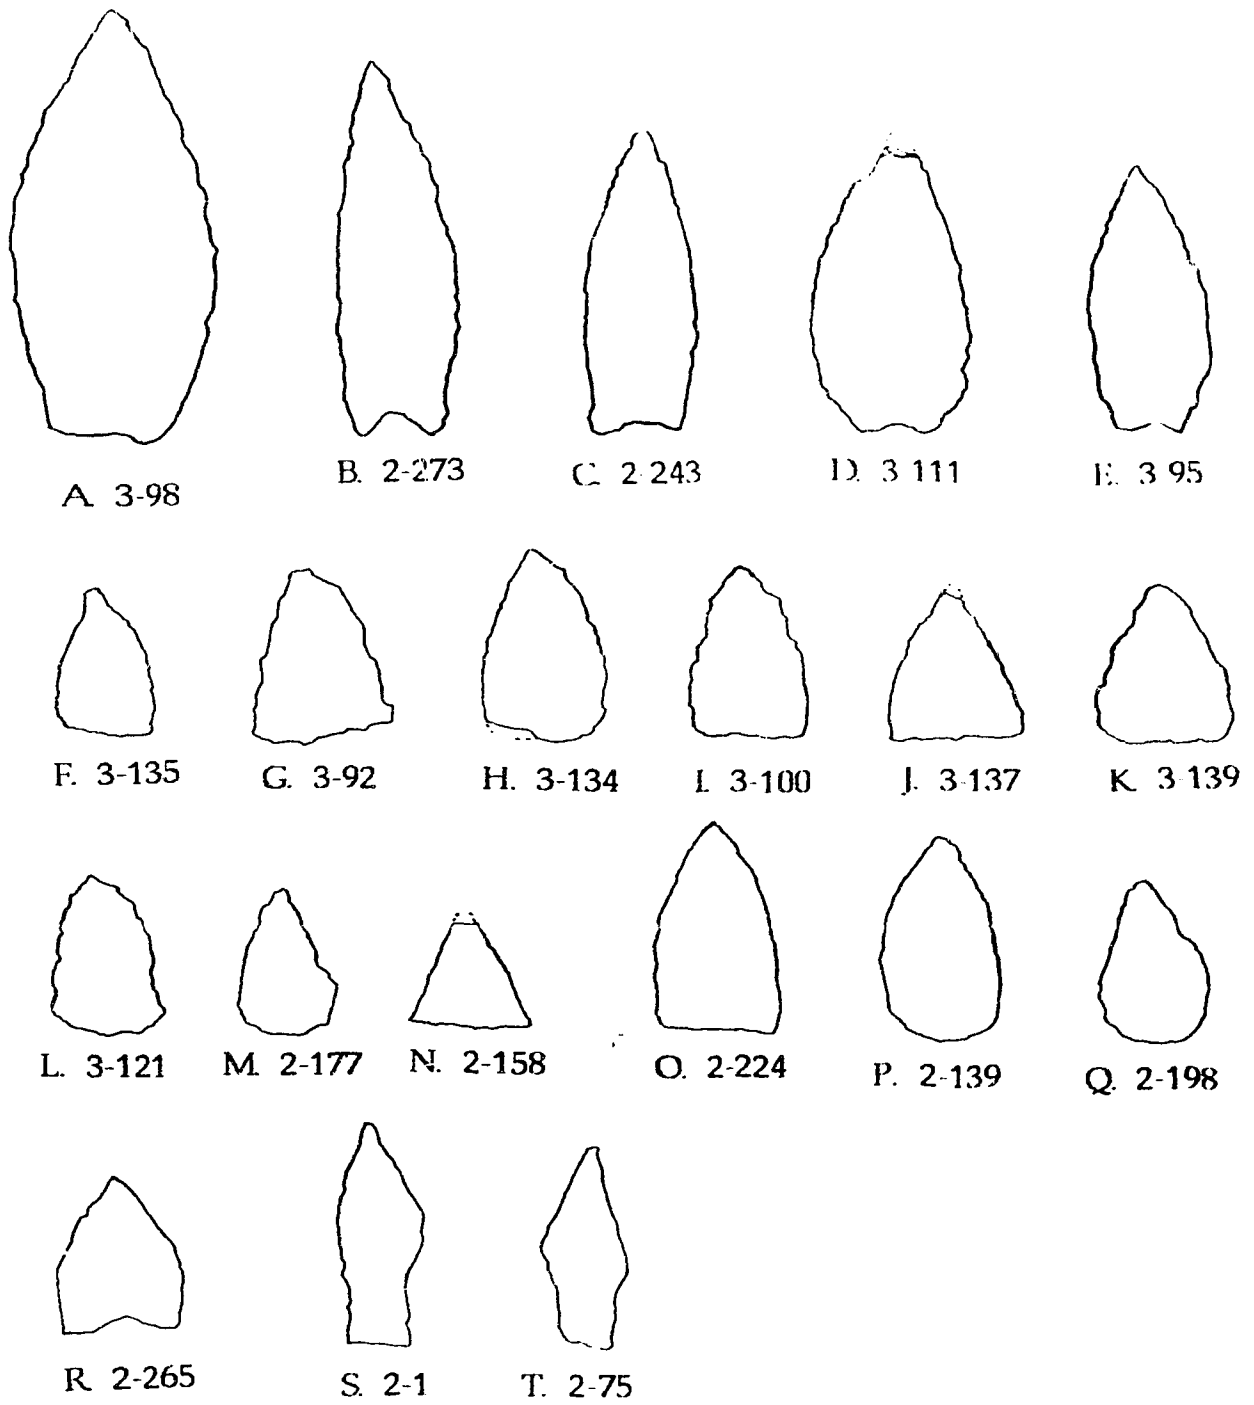 A. 3-98
B. 2-273
C. 2-243
D. 3-111
E. 3-95
F. 3-135
G. 3-92
H. 3-134
I. 3-100
J. 3-137
K. 3-139
L. 3-121
M. 2-177
N. 2-158
O. 2-224
P. 2-139
Q. 2-198
R. 2-265
S. 2-1
T. 2-75